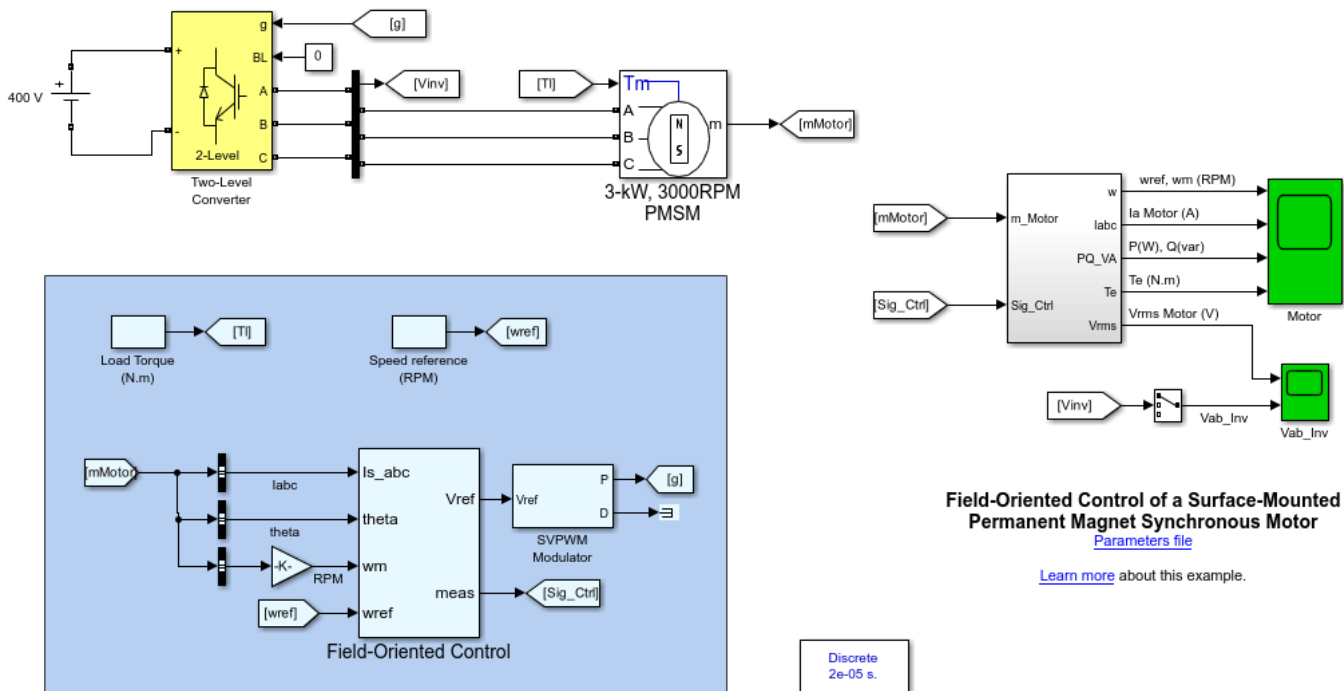 g
[g]
+
BL
0
400 V
+
A
[Vinv]
[Tl]
Tm
A
N
m
[mMotor]
B
B
S
-
C
C
2-Level
Two-Level
Converter
3-kW, 3000RPM
PMSM
[mMotor]
m_Motor
w
wref, wm (RPM)
Iabc
Ia Motor (A)
PQ_VA
P(W), Q(var)
[Sig_Ctrl]
Sig_Ctrl
Te
Te (N.m)
Vrms
Vrms Motor (V)
Motor
[Vinv]
Vab_Inv
Vab_Inv
[Tl]
Load Torque
(N.m)
[wref]
Speed reference
(RPM)
[mMotor]
Iabc
theta
-K-
RPM
[wref]
Is_abc
theta
wm
wref
Vref
meas
Field-Oriented Control
Vref
P
D
SVPWM
Modulator
[g]
[Sig_Ctrl]
Field-Oriented Control of a Surface-Mounted
Permanent Magnet Synchronous Motor
Parameters file
Learn more about this example.
Discrete
2e-05 s.